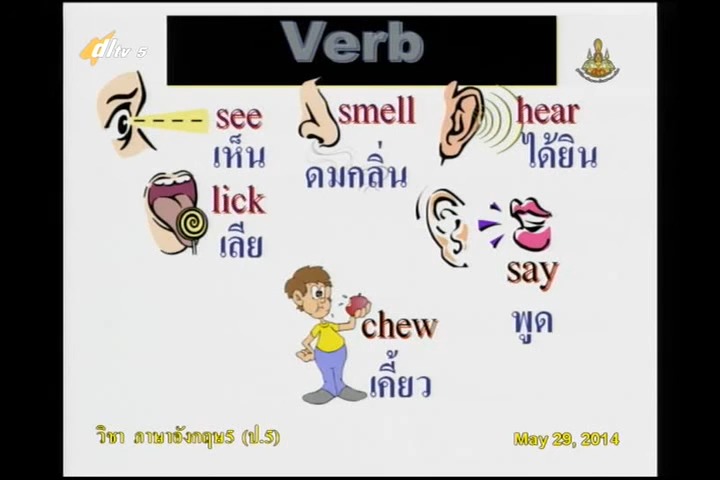 dltv 5
Verb
see
เห็น
smell
ดมกลิ่น
hear
ได้ยิน
lick
เลีย
say
พูด
chew
เคี้ยว
วิชา ภาษาอังกฤษ5 (ป.5)
May 29, 2014